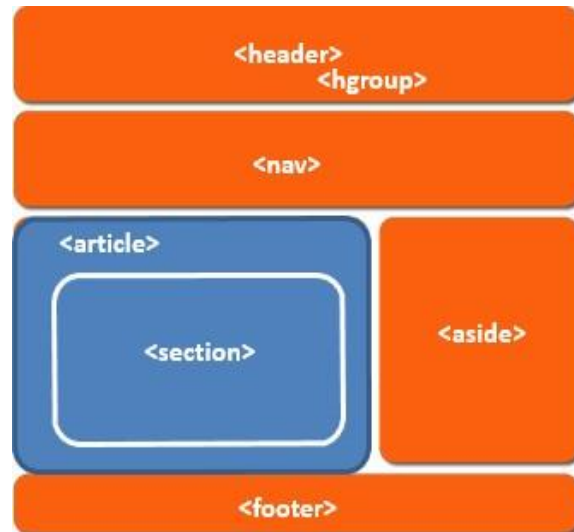 <header>
<hgroup>
<nav>
<article>
<section>
<aside>
<footer>